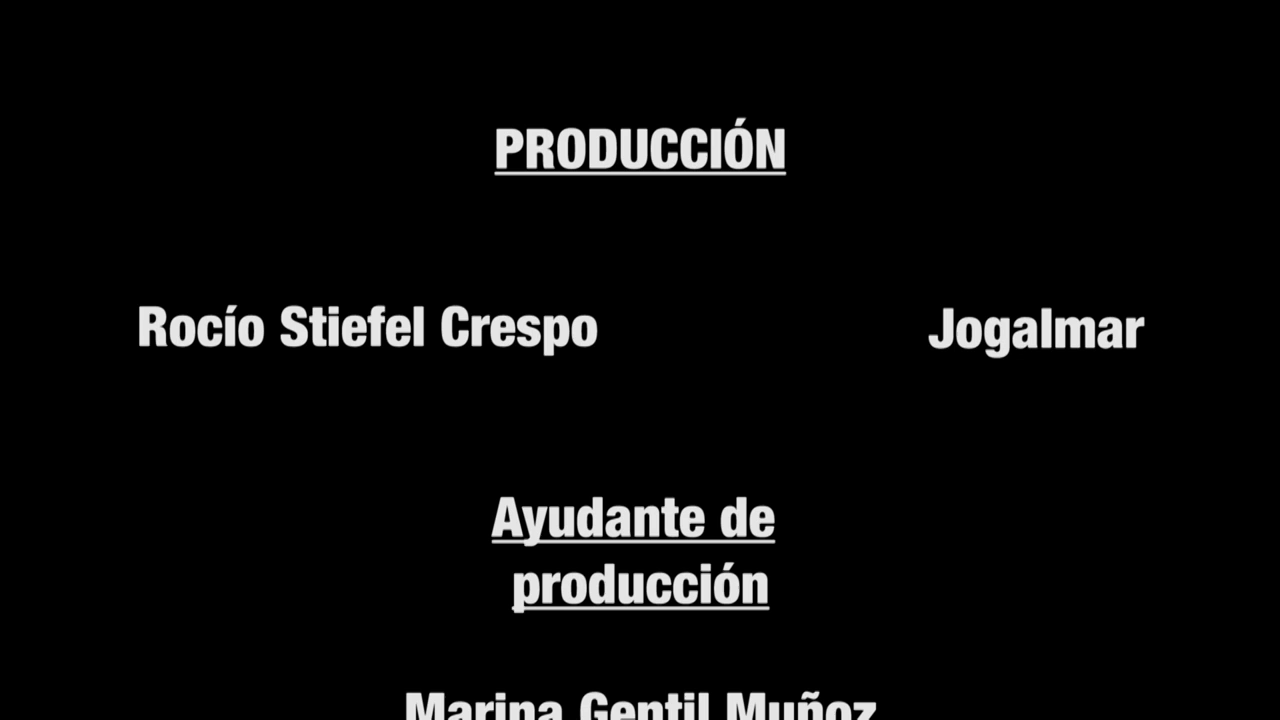 PRODUCCIÓN
Rocío Stiefel Crespo Jogalmar
Ayudante de
producción
Marina Gentil Muñoz